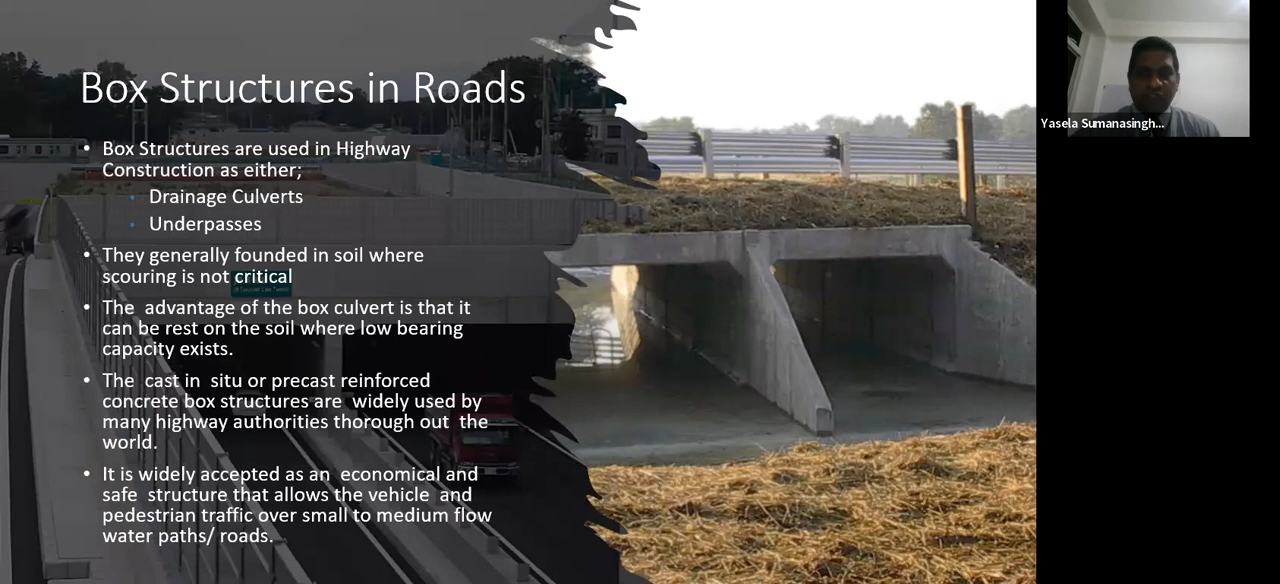 Box Structures in Roads
• Box Structures are used in Highway
Construction as either;
• Drainage Culverts
• Underpasses
• They generally founded in soil where
scouring is not critical
• The advantage of the box culvert is that it
can be rest on the soil where low bearing
capacity exists.
• The cast in situ or precast reinforced
concrete box structures are widely used by
many highway authorities thorough out the
world.
• It is widely accepted as an economical and
safe structure that allows the vehicle and
pedestrian traffic over small to medium flow
water paths/ roads.
Yasela Sumanasingh...